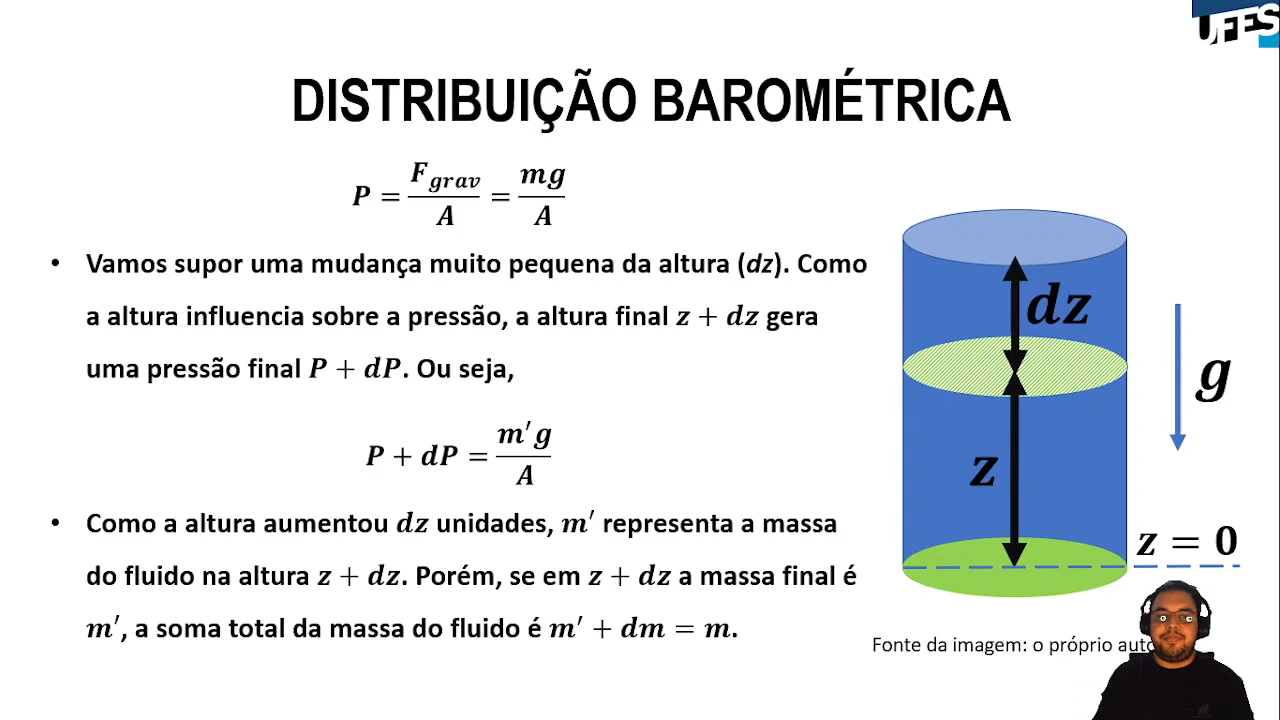 UFES
DISTRIBUIÇÃO BAROMÉTRICA
P = F_grav / A = mg / A
• Vamos supor uma mudança muito pequena da altura (dz). Como
a altura influencia sobre a pressão, a altura final z + dz gera
uma pressão final P + dP. Ou seja,
P + dP = m′g / A
• Como a altura aumentou dz unidades, m′ representa a massa
do fluido na altura z + dz. Porém, se em z + dz a massa final é
m′, a soma total da massa do fluido é m′ + dm = m.
dz
g
z
z = 0
Fonte da imagem: o próprio